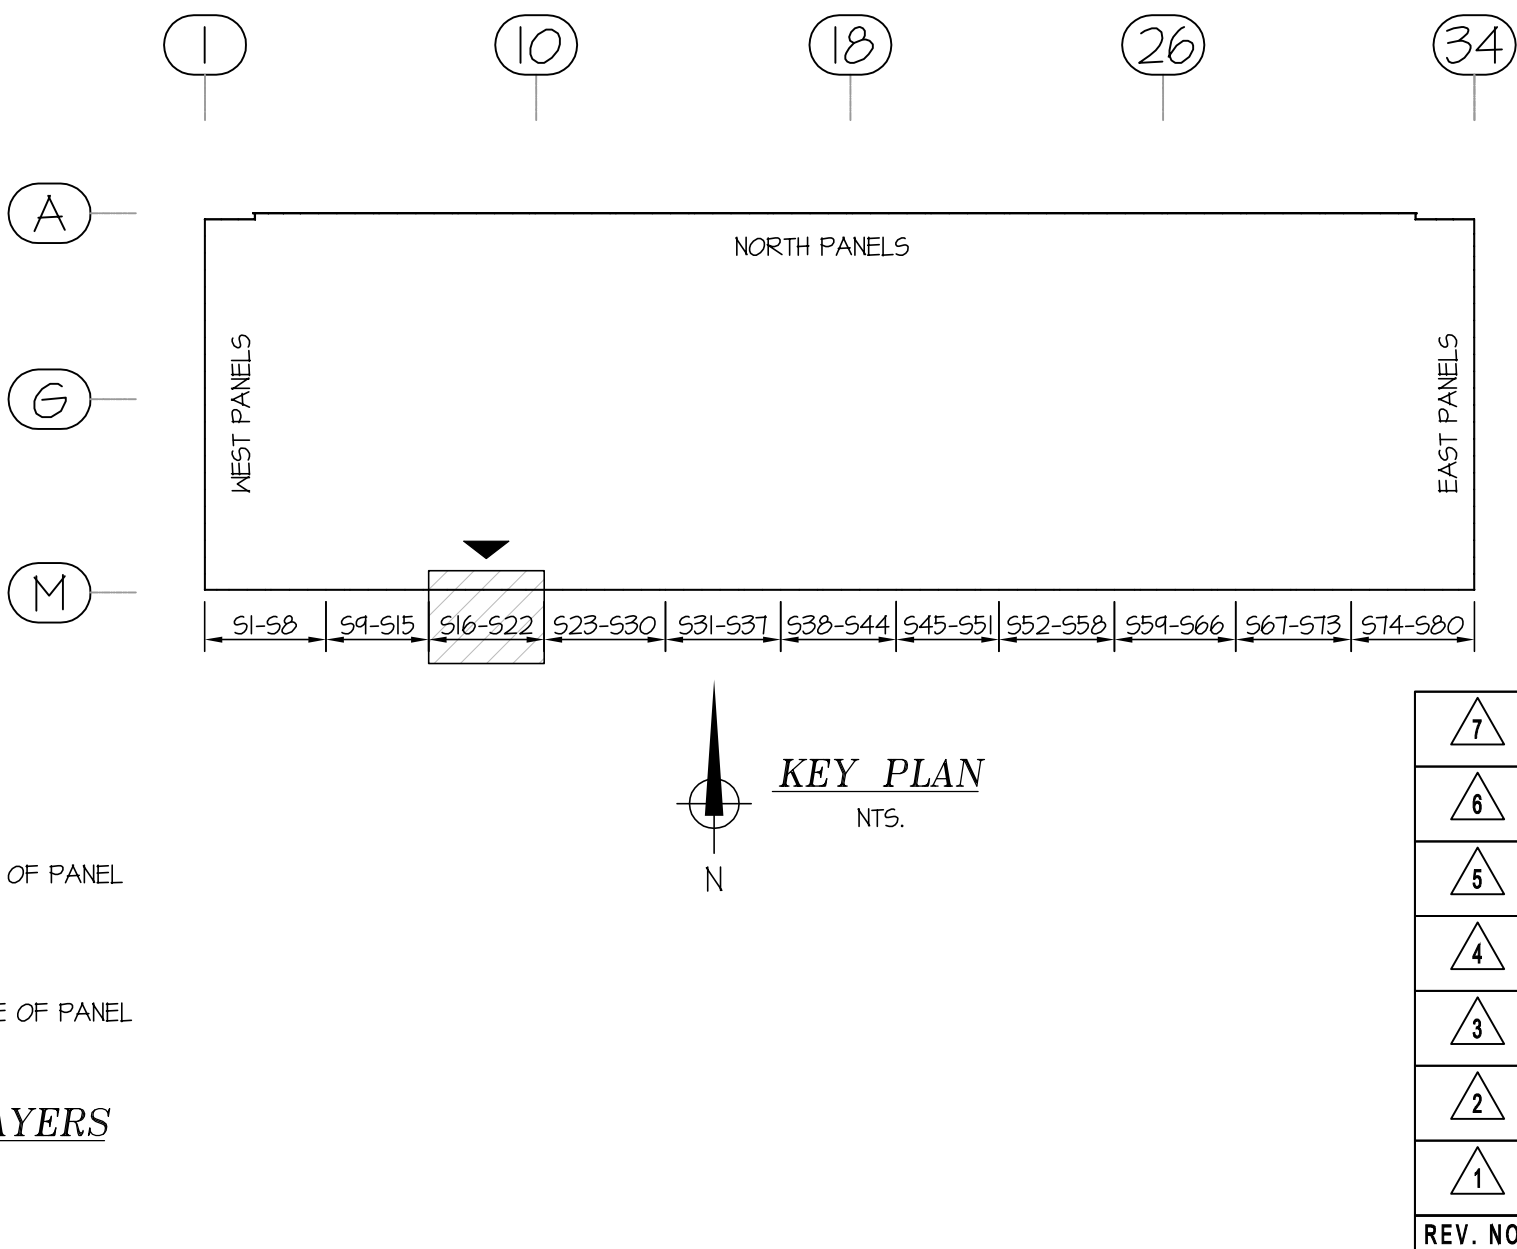 1 10 18 26 34
A
NORTH PANELS
WEST PANELS
EAST PANELS
G
M
S1-S8 S9-S15 S16-S22 S23-S30 S31-S37 S38-S44 S45-S51 S52-S58 S59-S66 S67-S73 S74-S80
KEY PLAN
NTS.
N
OF PANEL
OF PANEL
7
6
5
4
3
2
1
REV. NO